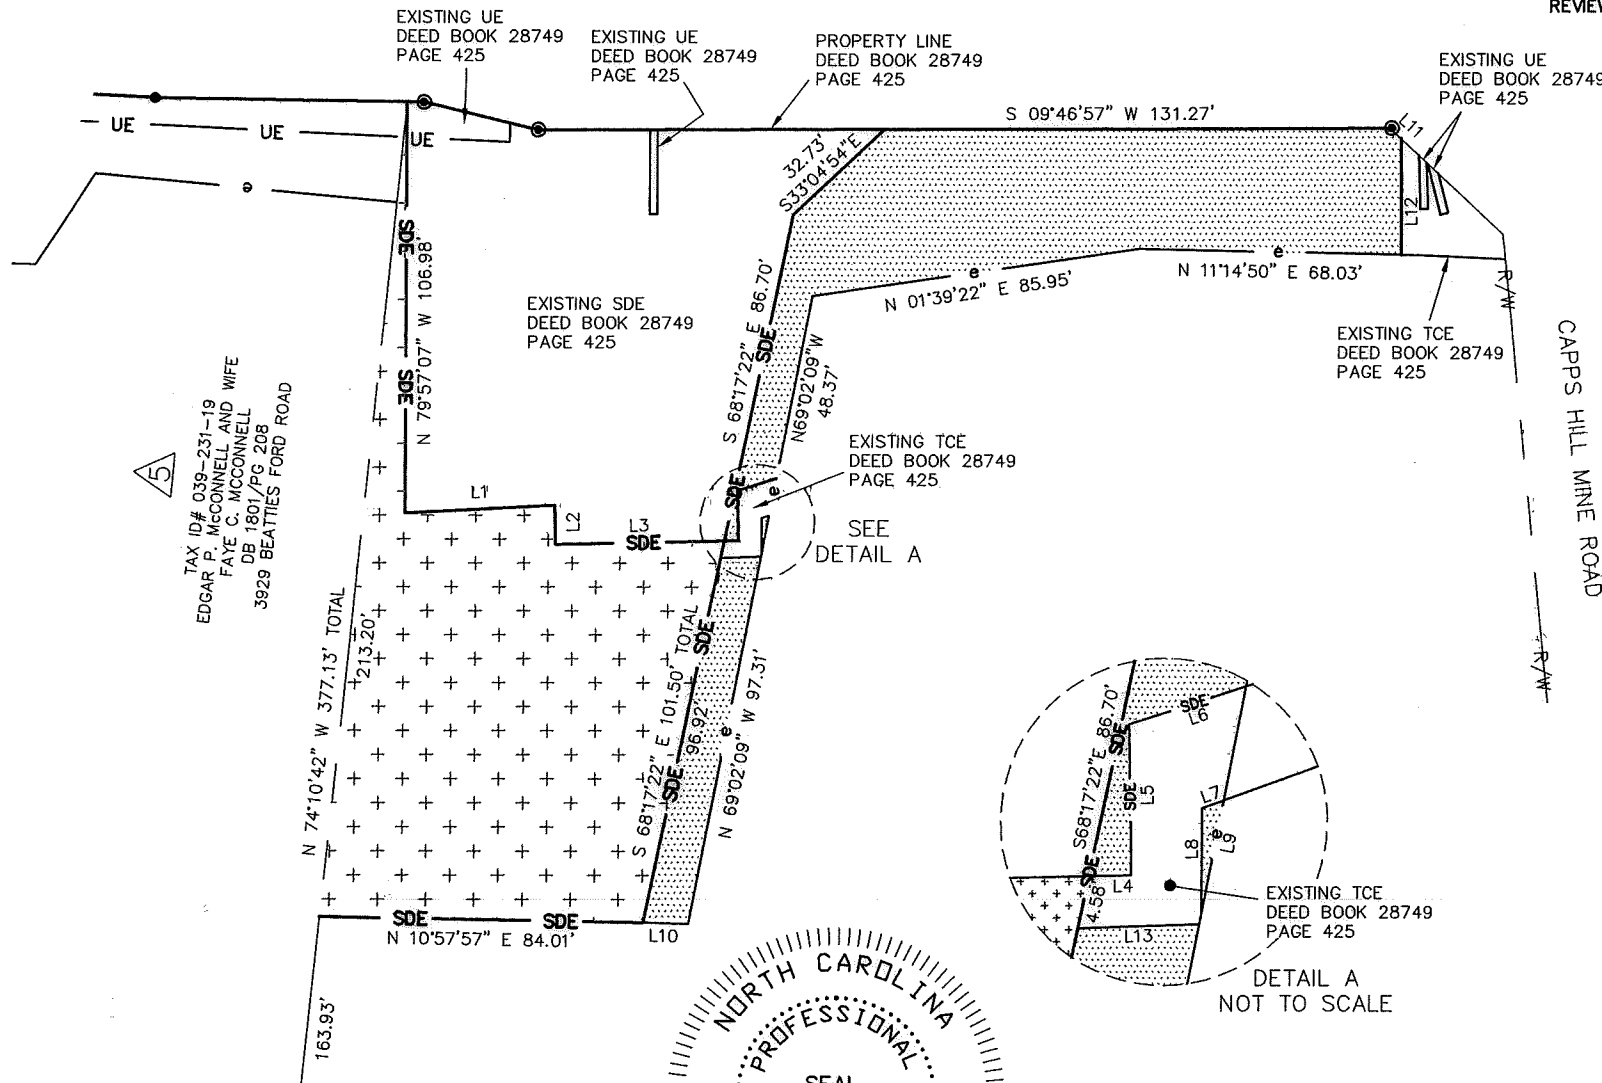 REVIEW
EXISTING UE
DEED BOOK 28749
PAGE 425
EXISTING UE
DEED BOOK 28749
PAGE 425
PROPERTY LINE
DEED BOOK 28749
PAGE 425
EXISTING UE
DEED BOOK 28749
PAGE 425
UE
UE
UE
S 09°46'57" W 131.27'
L11
32.73'
S33°04'54"E
L12
e
SDE
N 79°57'07" W 106.98'
SDE
EXISTING SDE
DEED BOOK 28749
PAGE 425
S 68°17'22" E 86.70'
SDE
N69°02'09"W
48.37'
e
N 01°39'22" E 85.95'
e
N 11°14'50" E 68.03'
R/W
EXISTING TCE
DEED BOOK 28749
PAGE 425
CAPPS HILL MINE ROAD
R/W
5
TAX ID# 039-231-19
EDGAR P. McCONNELL AND WIFE
FAYE C. MCCONNELL
DB 1801/PG 208
3929 BEATTIES FORD ROAD
EXISTING TCE
DEED BOOK 28749
PAGE 425
SEE
DETAIL A
L1
L2
L3
SDE
SDE
e
N 74°10'42" W 377.13' TOTAL
213.20'
S 68°17'22" E 101.50' TOTAL
96.92'
SDE
SDE
e
N 69°02'09" W 97.31'
SDE
SDE
N 10°57'57" E 84.01'
L10
163.93'
S68°17'22"E 86.70'
SDE
SDE
L6
SDE
L5
L7
L8
e
L9
SDE
L4
4.58'
L13
EXISTING TCE
DEED BOOK 28749
PAGE 425
DETAIL A
NOT TO SCALE
NORTH CAROLINA
PROFESSIONAL
SEAL